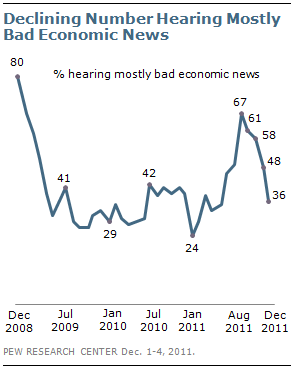 Declining Number Hearing Mostly
Bad Economic News
80
% hearing mostly bad economic news
67
61
58
48
41
42
36
29
24
Dec Jul Jan Jul Jan Aug Dec
2008 2009 2010 2010 2011 2011 2011
PEW RESEARCH CENTER Dec. 1-4, 2011.